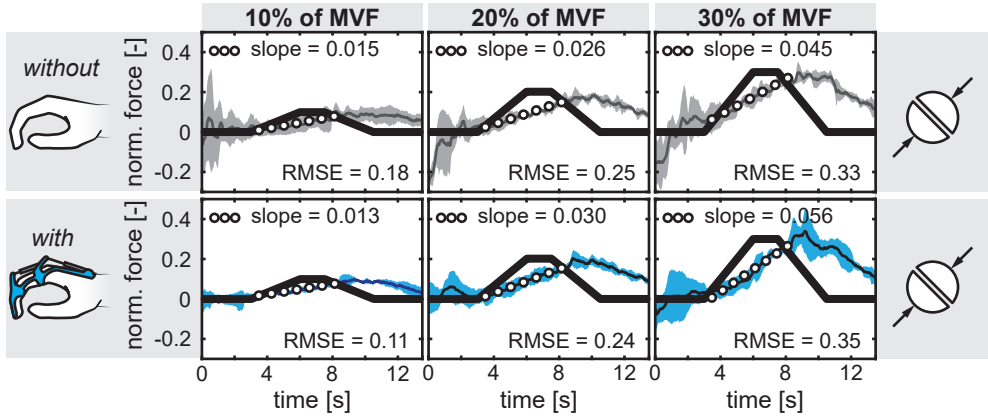 10% of MVF 20% of MVF 30% of MVF
without
norm. force [-]
0.4
0.2
0
-0.2
slope = 0.015
RMSE = 0.18
slope = 0.026
RMSE = 0.25
slope = 0.045
RMSE = 0.33
with
norm. force [-]
0.4
0.2
0
-0.2
slope = 0.013
RMSE = 0.11
slope = 0.030
RMSE = 0.24
slope = 0.056
RMSE = 0.35
0 4 8 12 0 4 8 12 0 4 8 12
time [s] time [s] time [s]